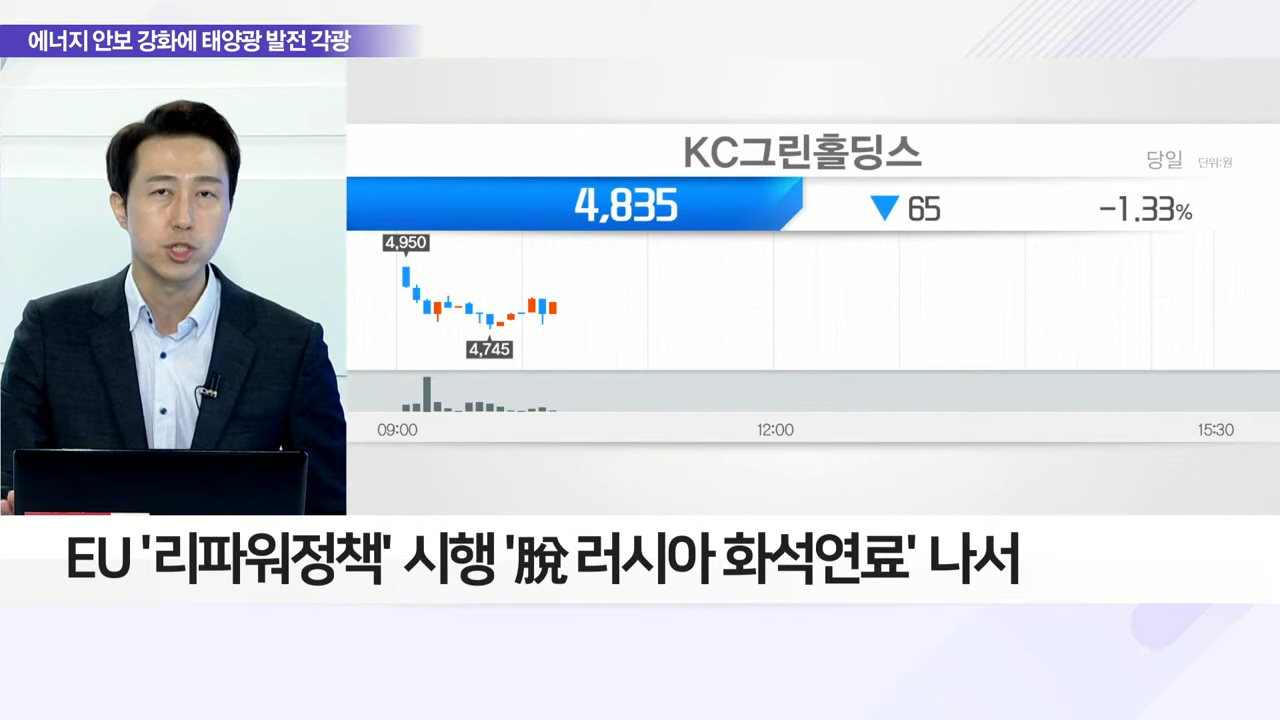 에너지 안보 강화에 태양광 발전 각광
KC그린홀딩스
당일 단위:원
4,835 ▼ 65 -1.33%
4,950
4,745
09:00 12:00 15:30
EU '리파워정책' 시행 '脫 러시아 화석연료' 나서